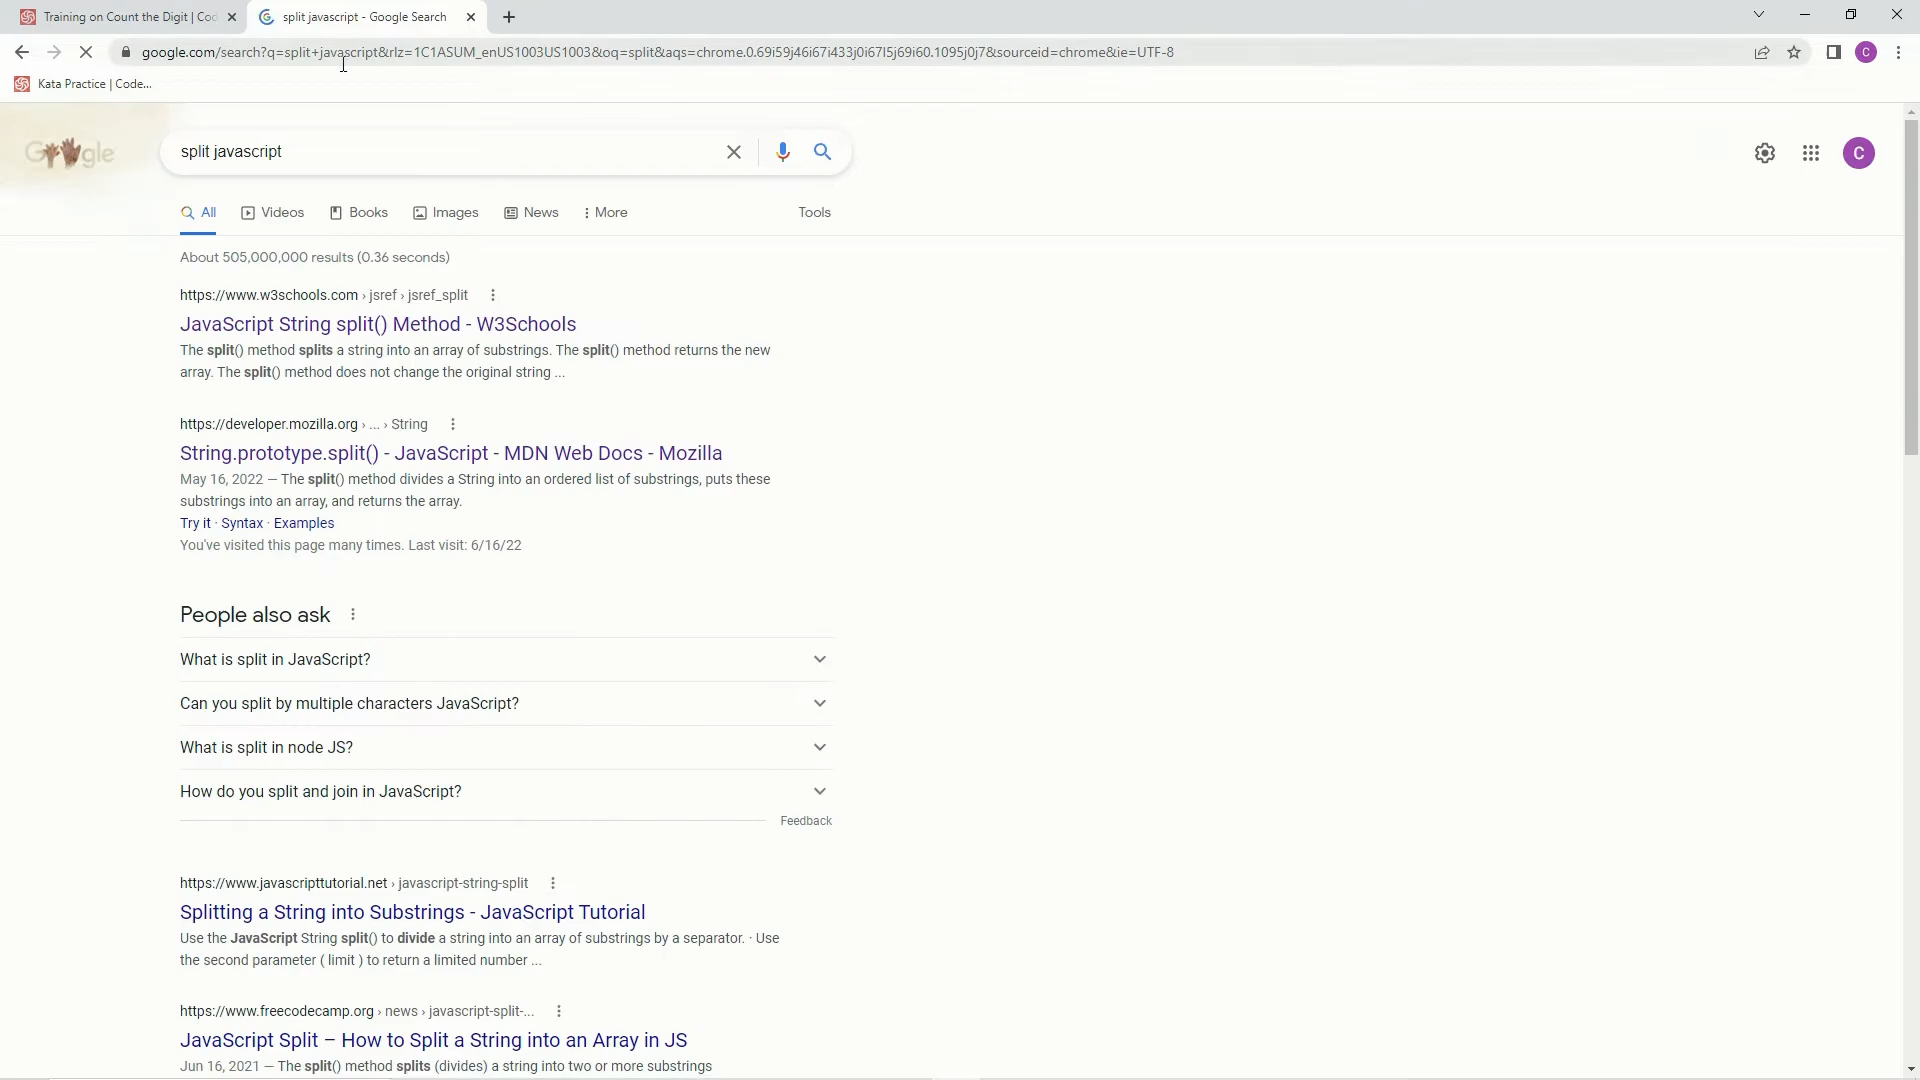 Training on Count the Digit | Co
split javascript - Google Search
google.com/search?q=split+javascript&rlz=1C1ASUM_enUS1003US1003&oq=split&aqs=chrome.0.69i59j46i67i433j0i67l5j69i60.1095j0j7&sourceid=chrome&ie=UTF-8
C
Kata Practice | Code...
split javascript
C
All
Videos
Books
Images
News
More
Tools
About 505,000,000 results (0.36 seconds)
https://www.w3schools.com › jsref › jsref_split
JavaScript String split() Method - W3Schools
The split() method splits a string into an array of substrings. The split() method returns the new
array. The split() method does not change the original string ...
https://developer.mozilla.org › ... › String
String.prototype.split() - JavaScript - MDN Web Docs - Mozilla
May 16, 2022 — The split() method divides a String into an ordered list of substrings, puts these
substrings into an array, and returns the array.
Try it · Syntax · Examples
You've visited this page many times. Last visit: 6/16/22
People also ask
What is split in JavaScript?
Can you split by multiple characters JavaScript?
What is split in node JS?
How do you split and join in JavaScript?
Feedback
https://www.javascripttutorial.net › javascript-string-split
Splitting a String into Substrings - JavaScript Tutorial
Use the JavaScript String split() to divide a string into an array of substrings by a separator. · Use
the second parameter ( limit ) to return a limited number ...
https://www.freecodecamp.org › news › javascript-split-...
JavaScript Split – How to Split a String into an Array in JS
Jun 16, 2021 — The split() method splits (divides) a string into two or more substrings